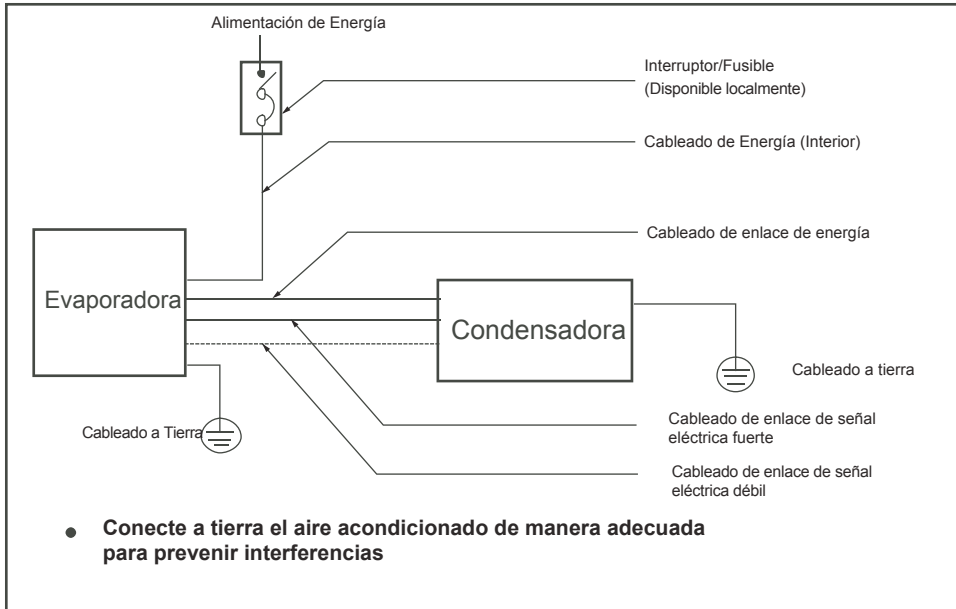 Alimentación de Energía
Interruptor/Fusible
(Disponible localmente)
Cableado de Energía (Interior)
Cableado de enlace de energía
Evaporadora
Condensadora
Cableado a tierra
Cableado a Tierra
Cableado de enlace de señal
eléctrica fuerte
Cableado de enlace de señal
eléctrica débil
Conecte a tierra el aire acondicionado de manera adecuada
para prevenir interferencias